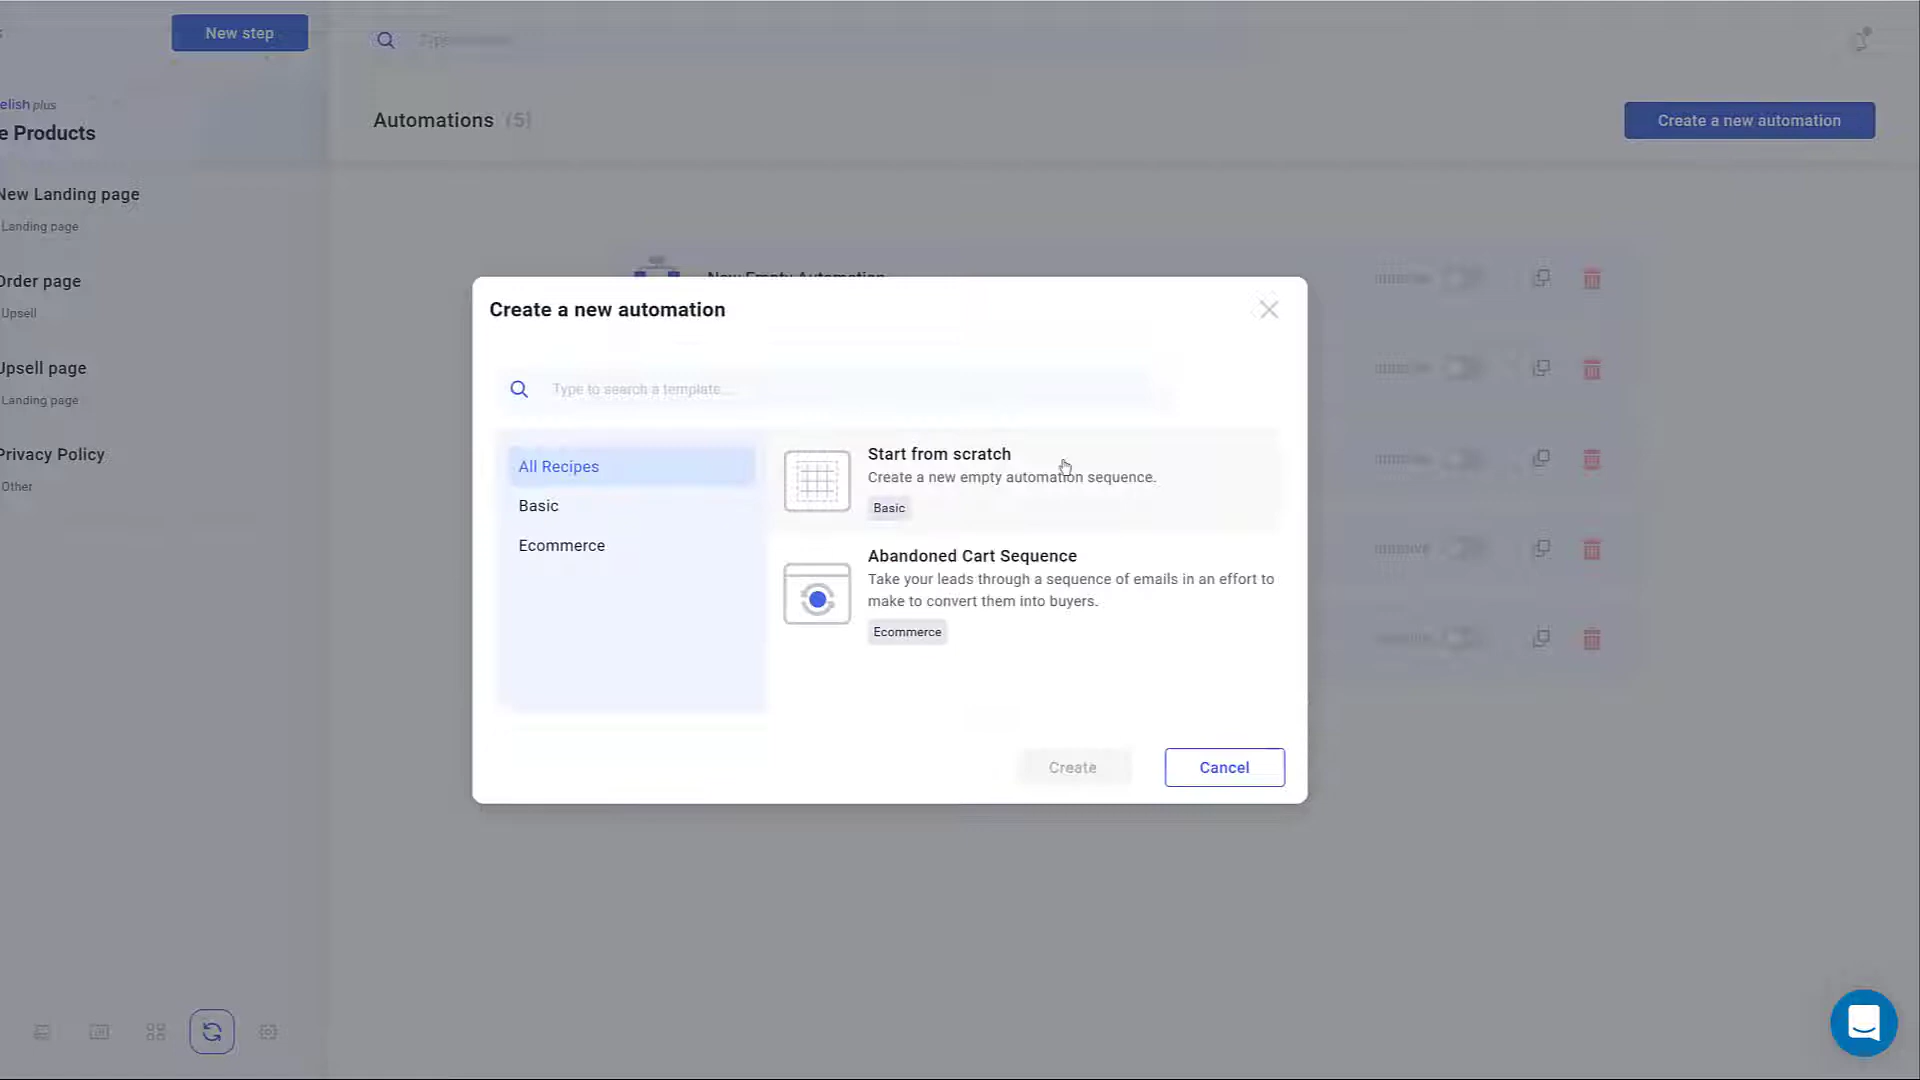 New step
elish plus
e Products
New Landing page
Landing page
Order page
Upsell
Upsell page
Landing page
Privacy Policy
Other
Automations (5)
Create a new automation
New Empty Automation
Create a new automation
Type to search a template...
All Recipes
Basic
Ecommerce
Start from scratch
Create a new empty automation sequence.
Basic
Abandoned Cart Sequence
Take your leads through a sequence of emails in an effort to
make to convert them into buyers.
Ecommerce
Create
Cancel